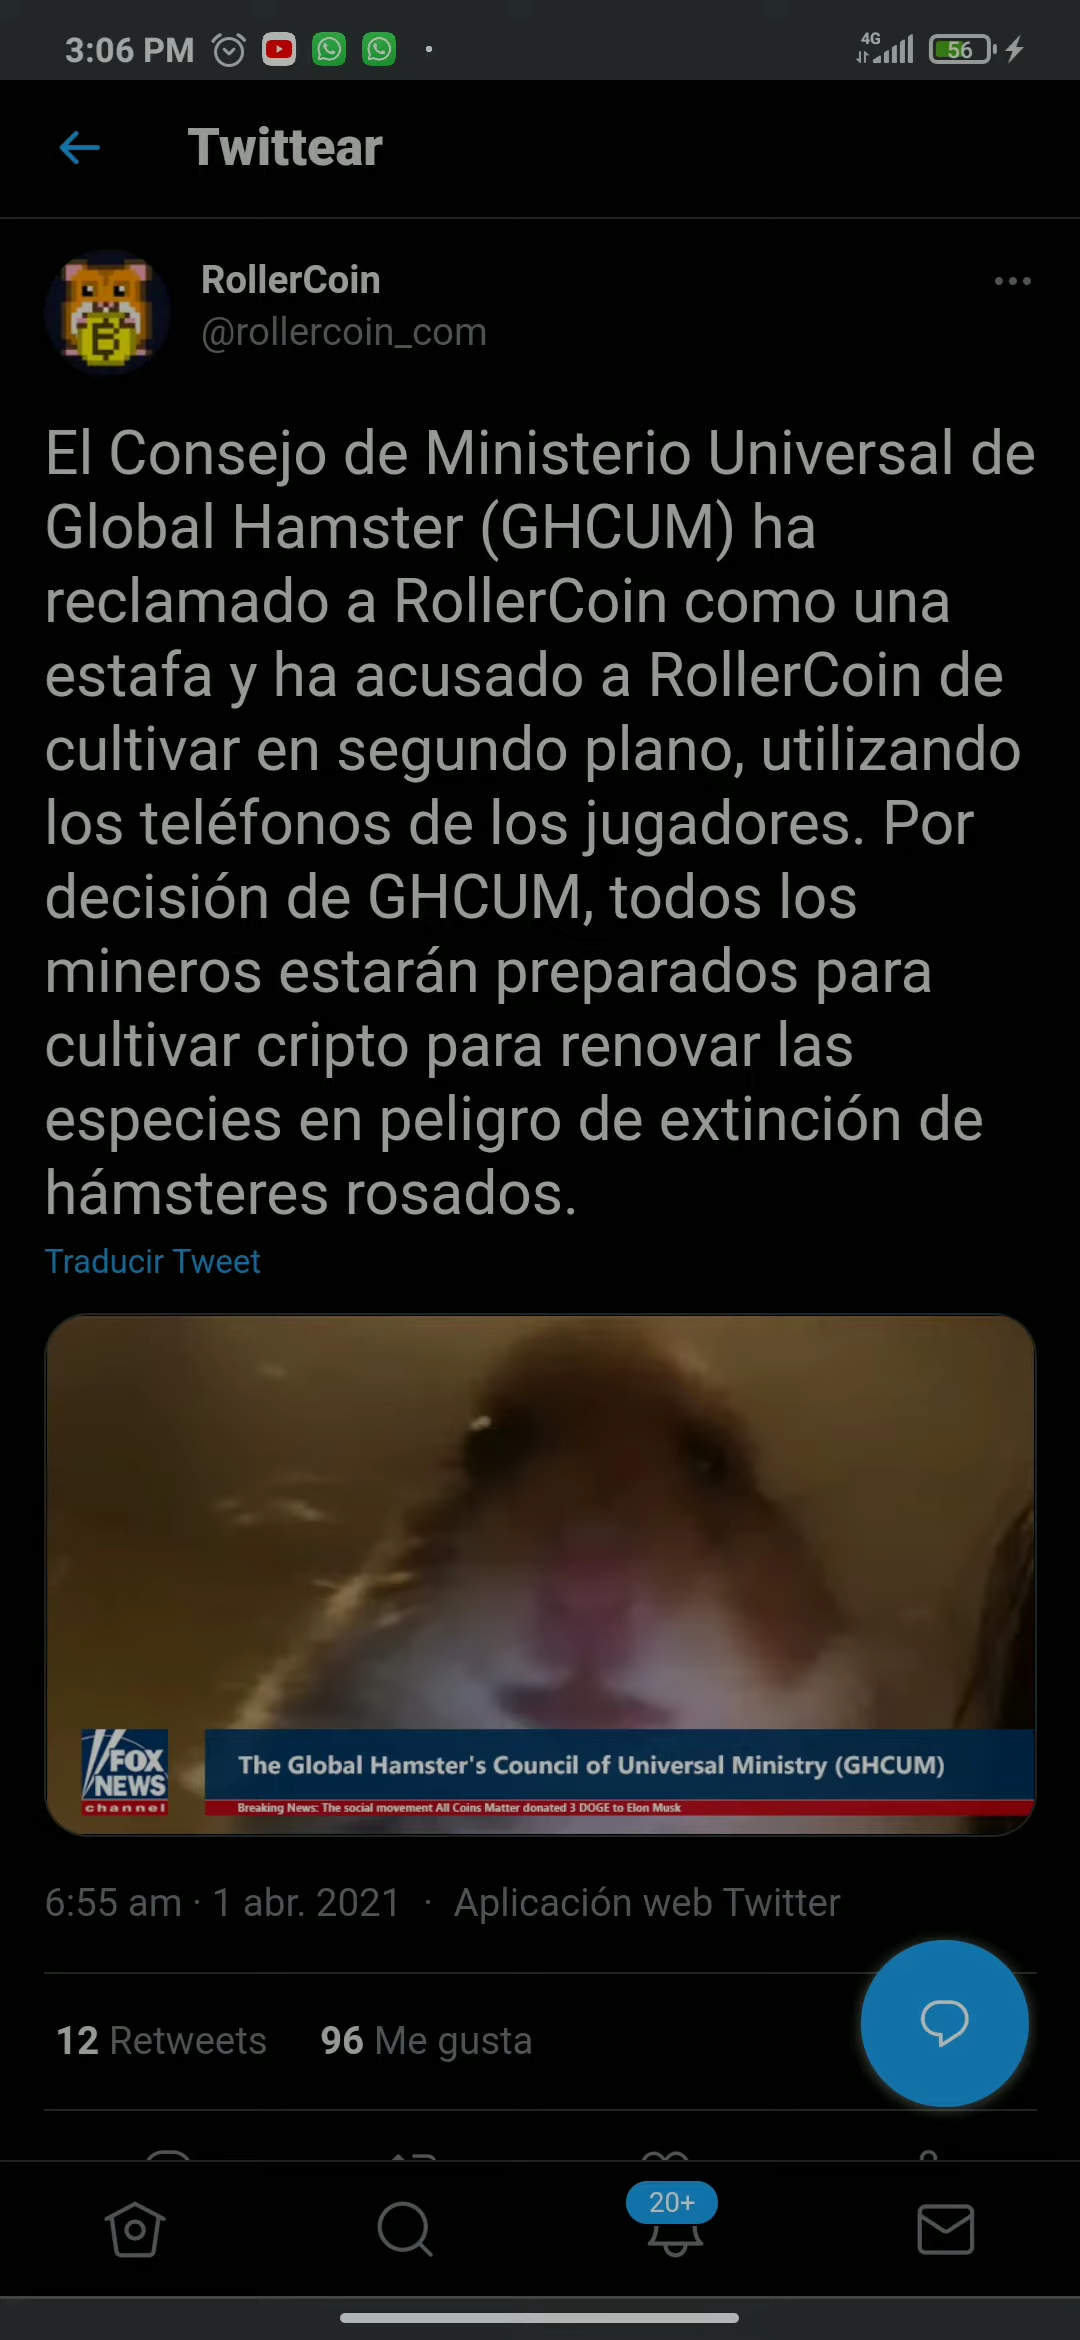 3:06 PM
4G
56
Twittear
RollerCoin
@rollercoin_com
El Consejo de Ministerio Universal de
Global Hamster (GHCUM) ha
reclamado a RollerCoin como una
estafa y ha acusado a RollerCoin de
cultivar en segundo plano, utilizando
los teléfonos de los jugadores. Por
decisión de GHCUM, todos los
mineros estarán preparados para
cultivar cripto para renovar las
especies en peligro de extinción de
hámsteres rosados.
Traducir Tweet
FOX
NEWS
channel
The Global Hamster's Council of Universal Ministry (GHCUM)
Breaking News: The social movement All Coins Matter donated 3 DOGE to Elon Musk
6:55 am · 1 abr. 2021 · Aplicación web Twitter
12 Retweets 96 Me gusta
20+